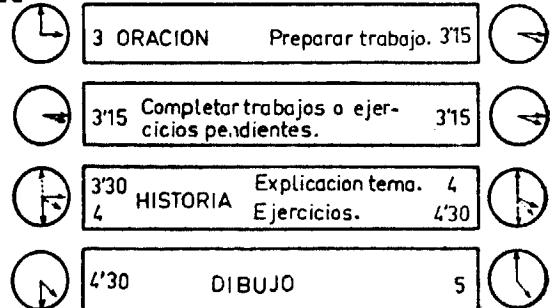 3 ORACION Preparar trabajo. 3'15
3'15 Completar trabajos o ejer- 3'15
cicios pendientes.
3'30 HISTORIA Explicacion tema. 4
4 Ejercicios. 4'30
4'30 DIBUJO 5